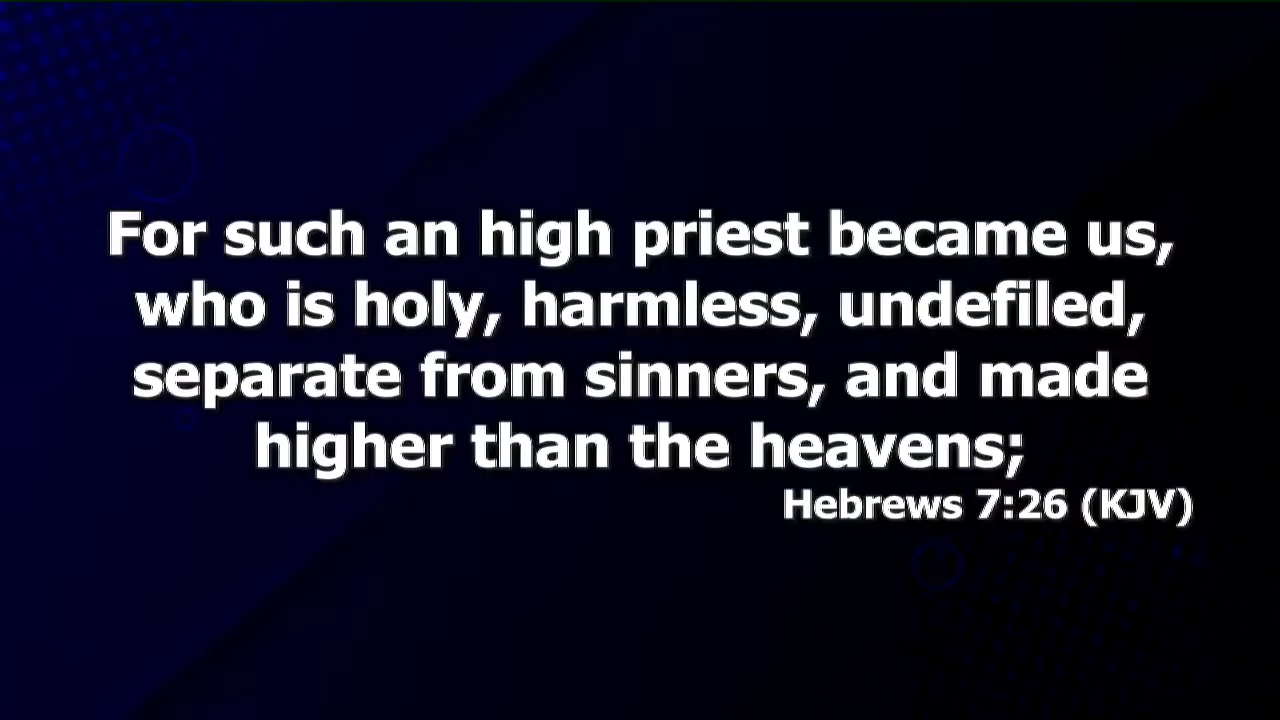 For such an high priest became us,
who is holy, harmless, undefiled,
separate from sinners, and made
higher than the heavens;
Hebrews 7:26 (KJV)